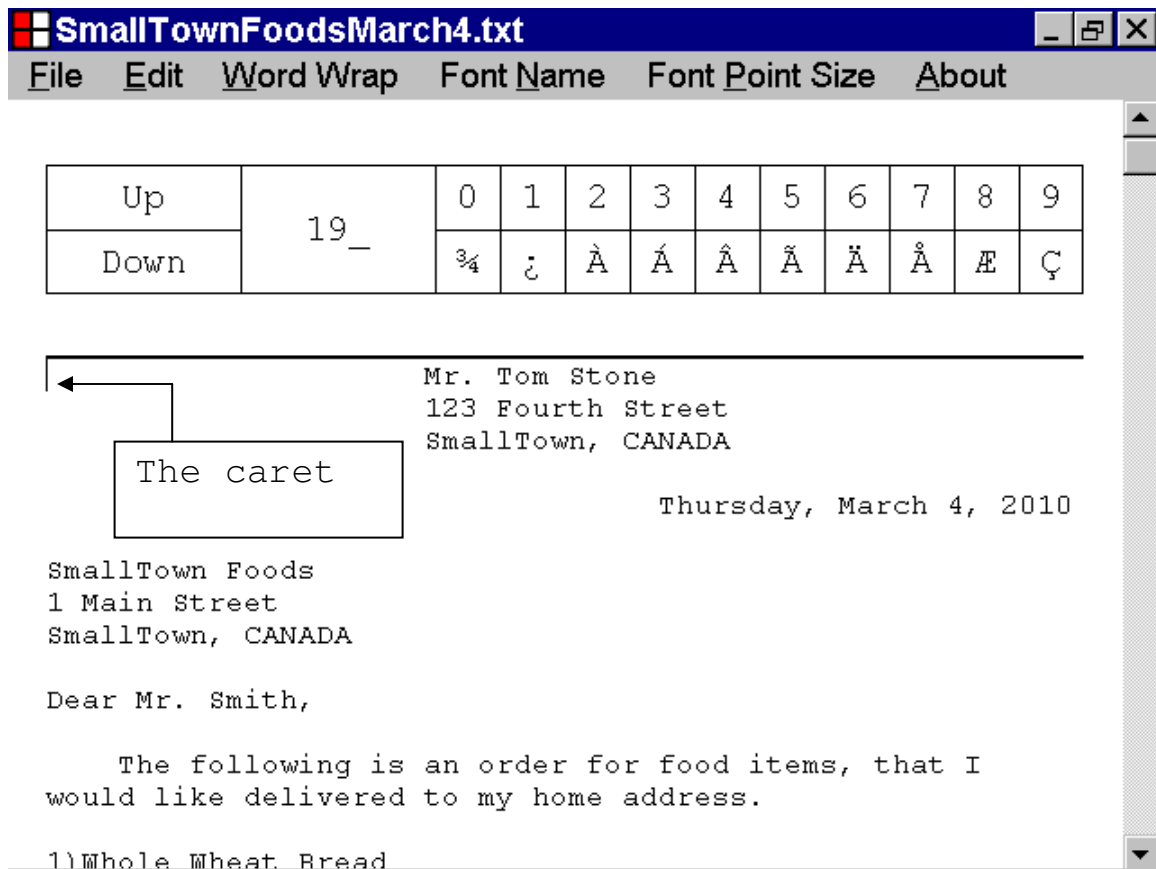 SmallTownFoodsMarch4.txt
File Edit Word Wrap Font Name Font Point Size About
Up 19_ 0 1 2 3 4 5 6 7 8 9
Down ¾ ¿ À Á Â Ã Ä Å Æ Ç
Mr. Tom Stone
123 Fourth Street
SmallTown, CANADA
The caret
Thursday, March 4, 2010
SmallTown Foods
1 Main Street
SmallTown, CANADA
Dear Mr. Smith,
The following is an order for food items, that I
would like delivered to my home address.
1)Whole Wheat Bread